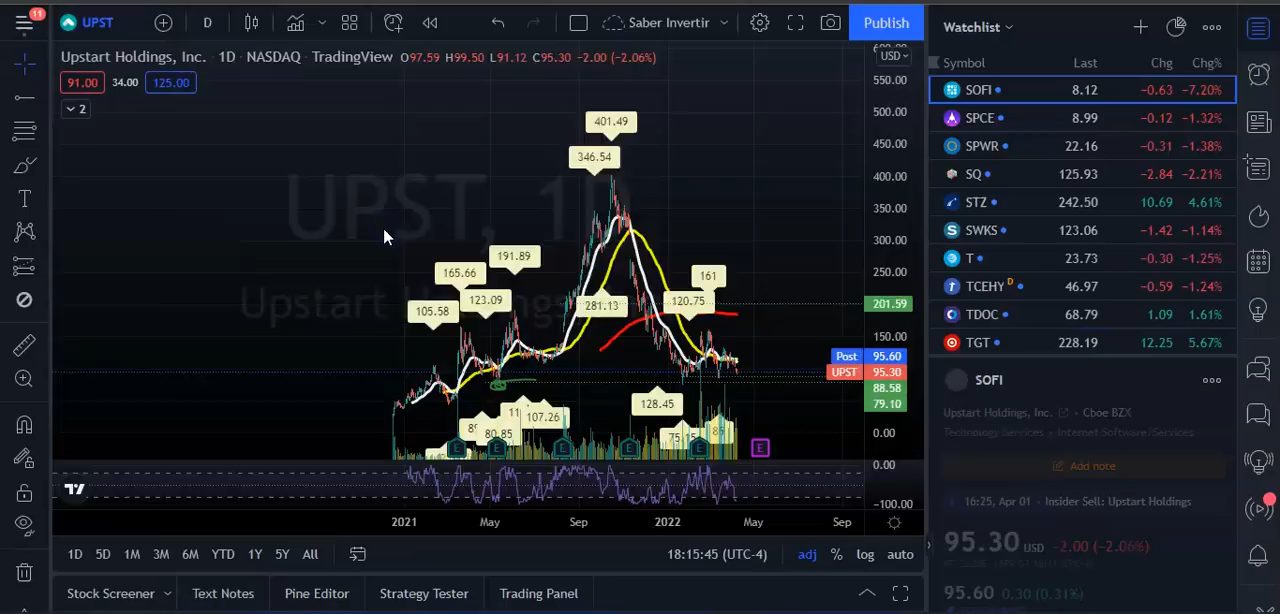 11
UPST
D
Saber Invertir
Publish
Upstart Holdings, Inc. · 1D · NASDAQ · TradingView O97.59 H99.50 L91.12 C95.30 −2.00 (−2.06%)
91.00 34.00 125.00
2
USD
550.00
500.00
450.00
400.00
350.00
300.00
250.00
201.59
150.00
Post 95.60
UPST 95.30
88.58
79.10
0.00
0.00
−100.00
UPST, 1D
Upstart Holdings
401.49
346.54
191.89
165.66
123.09
105.58
281.13
161
120.75
128.45
107.26
80.85
E E E E E E
2021 May Sep 2022 May Sep
1D 5D 1M 3M 6M YTD 1Y 5Y All
18:15:45 (UTC-4) adj % log auto
Stock Screener Text Notes Pine Editor Strategy Tester Trading Panel
Watchlist
Symbol Last Chg Chg%
SOFI 8.12 −0.63 −7.20%
SPCE 8.99 −0.12 −1.32%
SPWR 22.16 −0.31 −1.38%
SQ 125.93 −2.84 −2.21%
STZ 242.50 10.69 4.61%
SWKS 123.06 −1.42 −1.14%
T 23.73 −0.30 −1.25%
TCEHY D 46.97 −0.59 −1.24%
TDOC 68.79 1.09 1.61%
TGT 228.19 12.25 5.67%
SOFI
Upstart Holdings, Inc. · Cboe BZX
Technology Services · Internet Software/Services
Add note
16:25, Apr 01 · Insider Sell: Upstart Holdings
95.30 USD −2.00 (−2.06%)
95.60 0.30 (0.31%)